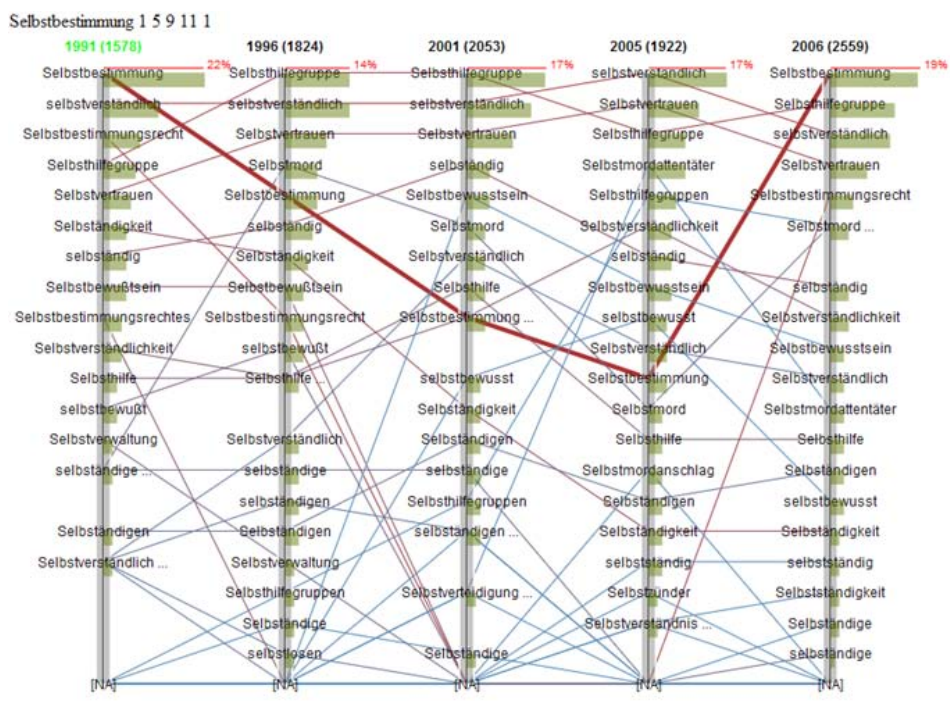 Selbstbestimmung 1 5 9 11 1
1991 (1578) 1996 (1824) 2001 (2053) 2005 (1922) 2006 (2559)
22% 14% 17% 17% 19%
Selbstbestimmung Selbsthilfegruppe Selbsthilfegruppe selbstverständlich Selbstbestimmung
selbstverständlich selbstverständlich selbstverständlich Selbstvertrauen Selbsthilfegruppe
Selbstbestimmungsrecht Selbstvertrauen Selbstvertrauen Selbsthilfegruppe selbstverständlich
Selbsthilfegruppe Selbstmord selbständig Selbstmordattentäter Selbstvertrauen
Selbstvertrauen Selbstbestimmung Selbstbewusstsein Selbsthilfegruppen Selbstbestimmungsrecht
Selbständigkeit selbständig Selbstmord Selbstverständlichkeit Selbstmord ...
selbständig Selbständigkeit Selbstverständlich selbständig
Selbstbewußtsein Selbstbewußtsein Selbsthilfe Selbstbewusstsein selbständig
Selbstbestimmungsrechtes Selbstbestimmungsrecht Selbstbestimmung ... selbstbewusst Selbstverständlichkeit
Selbstverständlichkeit selbstbewußt Selbstverständlich Selbstbewusstsein
Selbsthilfe Selbsthilfe ... selbstbewusst Selbstbestimmung Selbstverständlich
selbstbewußt Selbständigkeit Selbstmord Selbstmordattentäter
Selbstverwaltung Selbstverständlich Selbständigen Selbsthilfe Selbsthilfe
selbständige ... selbständige selbständige Selbstmordanschlag Selbständigen
selbständigen Selbsthilfegruppen Selbständigen selbstbewusst
Selbständigen Selbständigen selbständigen ... Selbständigkeit Selbständigkeit
Selbstverständlich ... Selbstverwaltung selbstständig selbstständig
Selbsthilfegruppen Selbstverteidigung ... Selbstzünder Selbstständigkeit
Selbständige Selbstverständnis ... Selbständige
selbstlosen Selbständige selbständige
[NA] [NA] [NA] [NA] [NA]